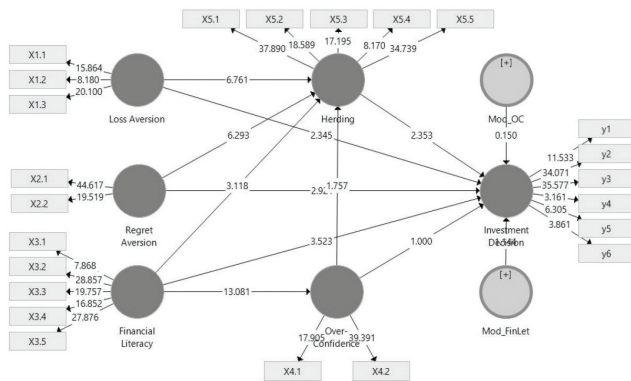 X5.1
X5.2
X5.3
X5.4
X5.5
37.890
18.589
17.195
8.170
34.739
X1.1
X1.2
X1.3
15.864
8.180
20.100
Loss Aversion
6.761
Herding
[+]
Mod_OC
0.150
6.293
2.345
2.353
3.118
1.757
X2.1
X2.2
44.617
19.519
Regret
Aversion
Investment
Decision
11.533
34.071
35.577
3.161
6.305
3.861
y1
y2
y3
y4
y5
y6
3.523
1.000
X3.1
X3.2
X3.3
X3.4
X3.5
7.868
28.857
19.757
16.852
27.876
Financial
Literacy
13.081
Over-
Confidence
[+]
Mod_FinLet
17.905
39.391
X4.1
X4.2